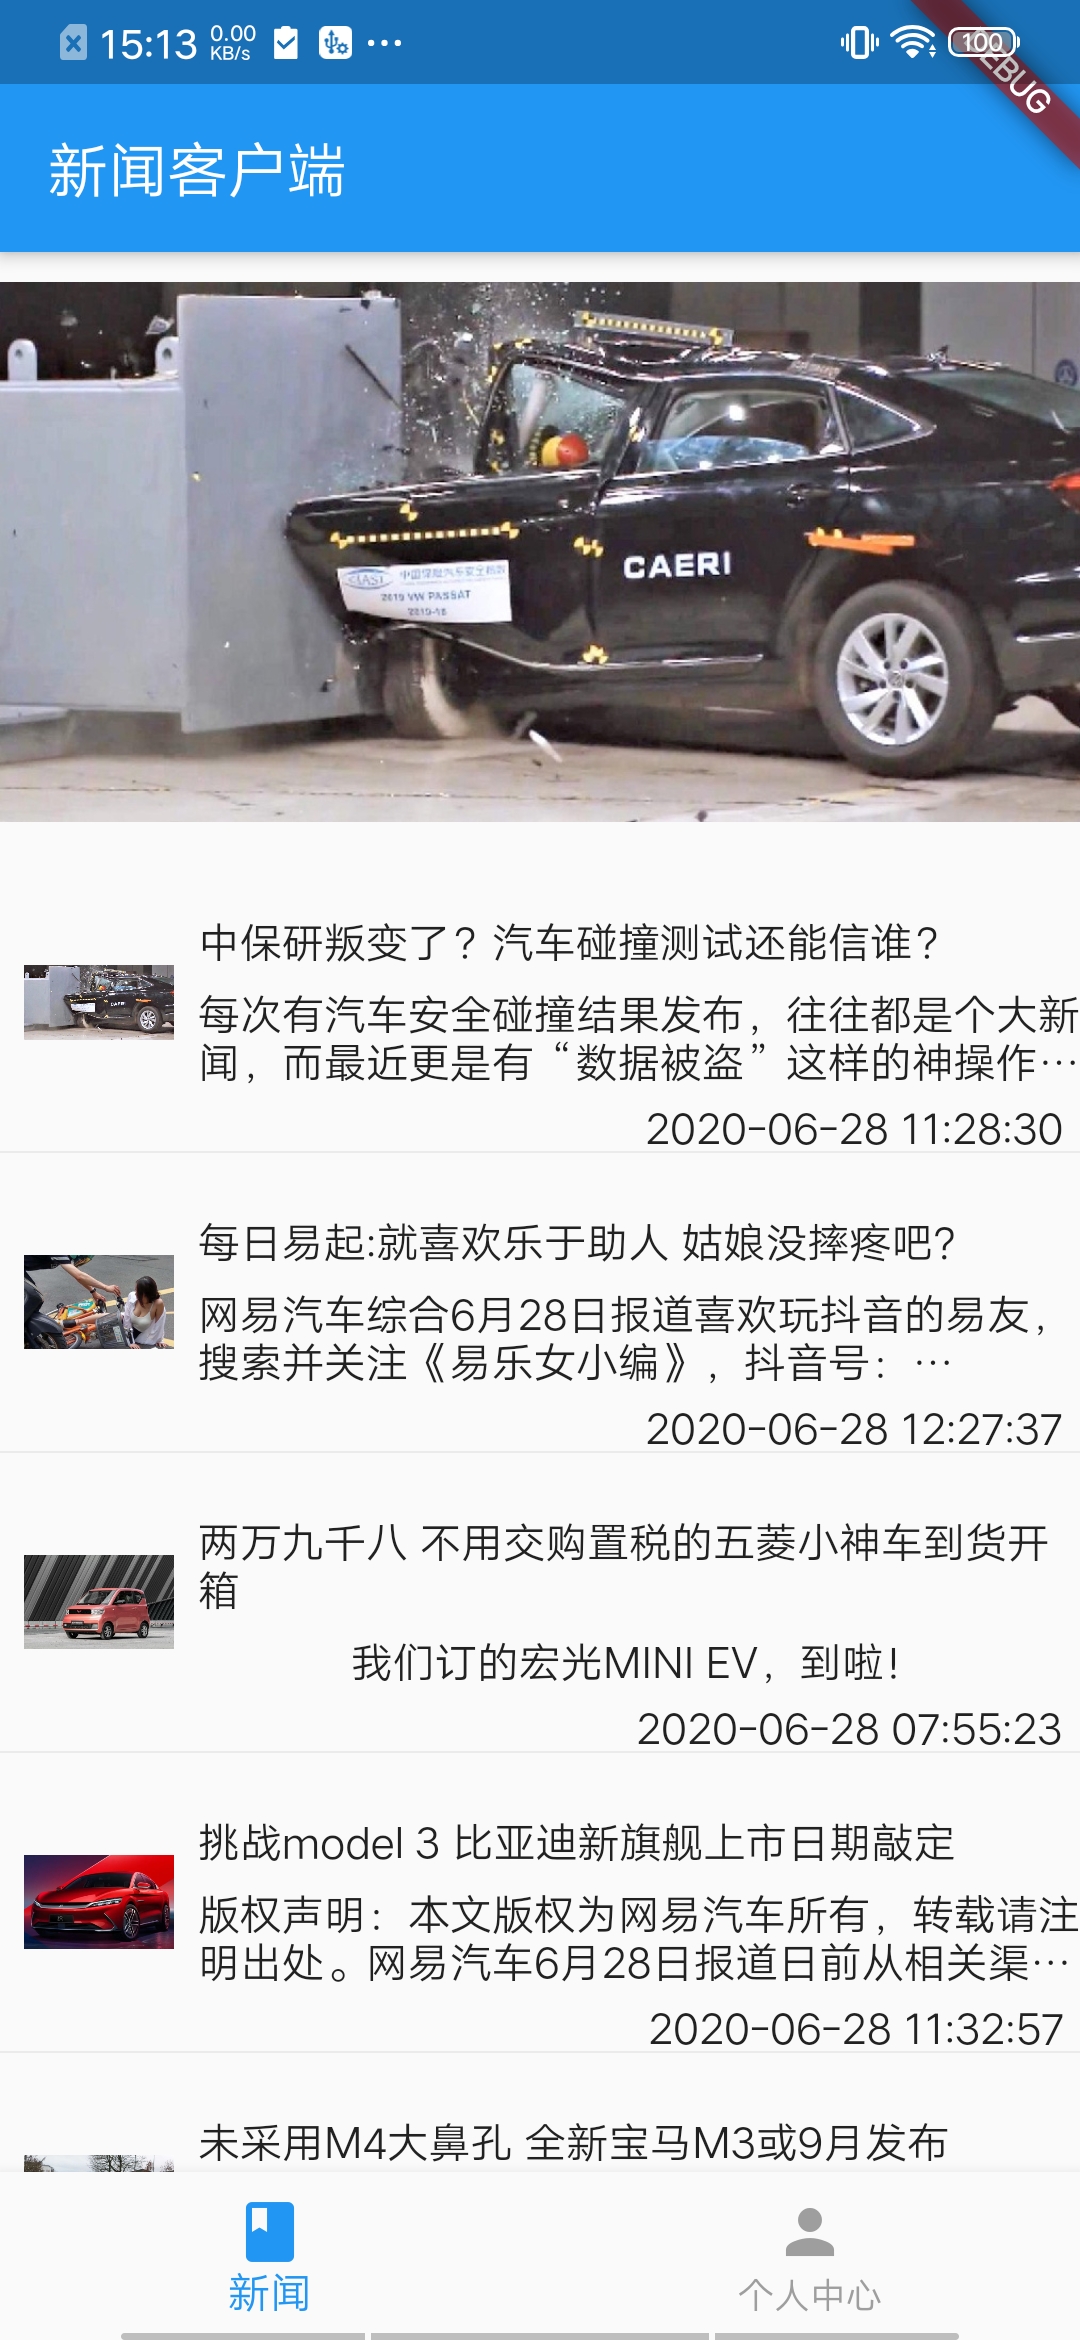 15:13
0.00
KB/s
100
DEBUG
新闻客户端
CIASI 中国保险汽车安全指数
2019 VW PASSAT
CAERI
中保研叛变了？汽车碰撞测试还能信谁？
每次有汽车安全碰撞结果发布，往往都是个大新
闻，而最近更是有“数据被盗”这样的神操作…
2020-06-28 11:28:30
每日易起:就喜欢乐于助人 姑娘没摔疼吧?
网易汽车综合6月28日报道喜欢玩抖音的易友，
搜索并关注《易乐女小编》，抖音号：…
2020-06-28 12:27:37
两万九千八 不用交购置税的五菱小神车到货开
箱
我们订的宏光MINI EV，到啦！
2020-06-28 07:55:23
挑战model 3 比亚迪新旗舰上市日期敲定
版权声明：本文版权为网易汽车所有，转载请注
明出处。网易汽车6月28日报道日前从相关渠…
2020-06-28 11:32:57
未采用M4大鼻孔 全新宝马M3或9月发布
新闻
个人中心